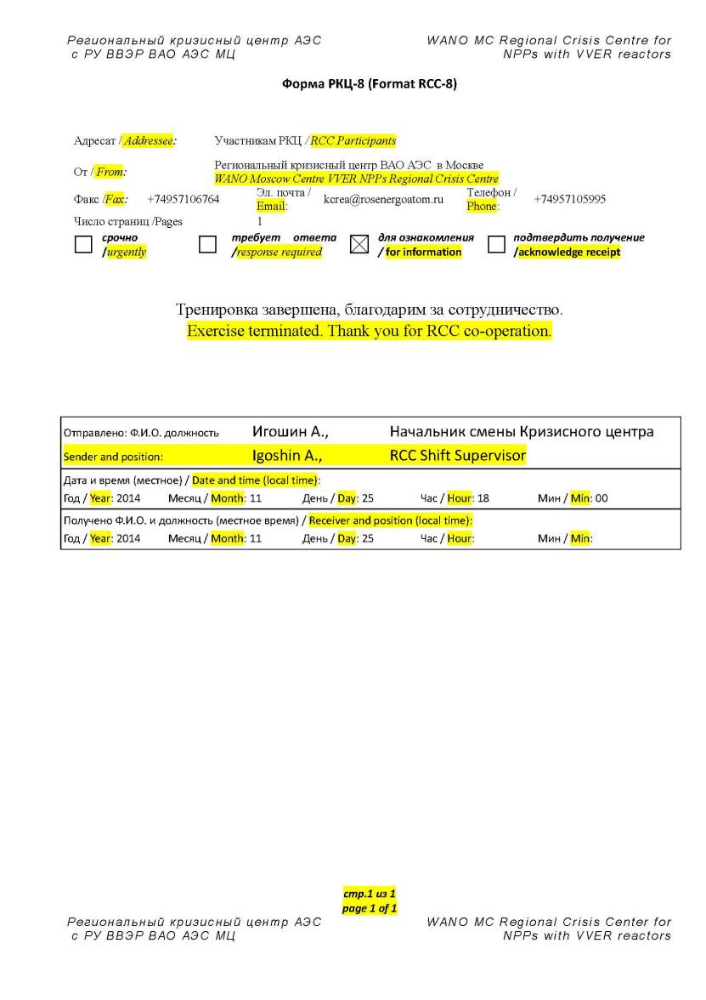 Региональный кризисный центр АЭС WANO MC Regional Crisis Centre for
с РУ ВВЭР ВАО АЭС МЦ NPPs with VVER reactors
Форма РКЦ-8 (Format RCC-8)
Адресат / Addressee: Участникам РКЦ / RCC Participants
От / From: Региональный кризисный центр ВАО АЭС в Москве
WANO Moscow Centre VVER NPPs Regional Crisis Centre
Факс /Fax: +74957106764 Эл. почта / Email: kcrea@rosenergoatom.ru Телефон / Phone: +74957105995
Число страниц /Pages 1
срочно /urgently требует ответа /response required для ознакомления / for information подтвердить получение /acknowledge receipt
Тренировка завершена, благодарим за сотрудничество.
Exercise terminated. Thank you for RCC co-operation.
Отправлено: Ф.И.О. должность Игошин А., Начальник смены Кризисного центра
Sender and position: Igoshin A., RCC Shift Supervisor
Дата и время (местное) / Date and time (local time):
Год / Year: 2014 Месяц / Month: 11 День / Day: 25 Час / Hour: 18 Мин / Min: 00
Получено Ф.И.О. и должность (местное время) / Receiver and position (local time):
Год / Year: 2014 Месяц / Month: 11 День / Day: 25 Час / Hour: Мин / Min:
стр.1 из 1
page 1 of 1
Региональный кризисный центр АЭС WANO MC Regional Crisis Center for
с РУ ВВЭР ВАО АЭС МЦ NPPs with VVER reactors